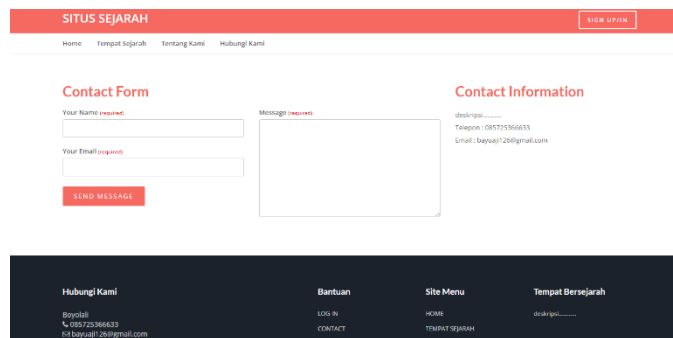 SITUS SEJARAH
SIGN UP/IN
Home Tempat Sejarah Tentang Kami Hubungi Kami
Contact Form
Your Name (required)
Your Email (required)
SEND MESSAGE
Message (required)
Contact Information
deskripsi...........
Telepon : 085725366633
Email : bayuaji126@gmail.com
Hubungi Kami
Boyolali
085725366633
bayuaji126@gmail.com
Bantuan
LOG IN
CONTACT
Site Menu
HOME
TEMPAT SEJARAH
Tempat Bersejarah
deskripsi...........